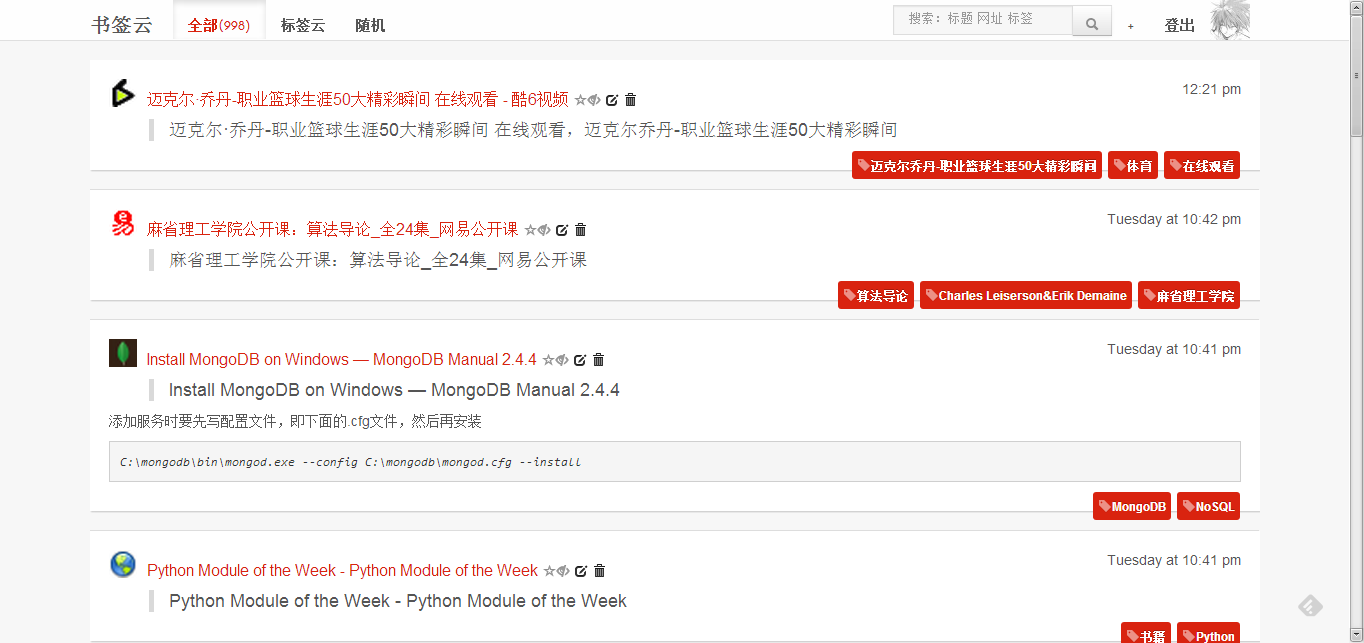 书签云 全部(998) 标签云 随机 搜索：标题 网址 标签 + 登出
迈克尔·乔丹-职业篮球生涯50大精彩瞬间 在线观看 - 酷6视频 12:21 pm
迈克尔·乔丹-职业篮球生涯50大精彩瞬间 在线观看，迈克尔乔丹-职业篮球生涯50大精彩瞬间
迈克尔乔丹-职业篮球生涯50大精彩瞬间 体育 在线观看
麻省理工学院公开课：算法导论_全24集_网易公开课 Tuesday at 10:42 pm
麻省理工学院公开课：算法导论_全24集_网易公开课
算法导论 Charles Leiserson&Erik Demaine 麻省理工学院
Install MongoDB on Windows — MongoDB Manual 2.4.4 Tuesday at 10:41 pm
Install MongoDB on Windows — MongoDB Manual 2.4.4
添加服务时要先写配置文件，即下面的.cfg文件，然后再安装
C:\mongodb\bin\mongod.exe --config C:\mongodb\mongod.cfg --install
MongoDB NoSQL
Python Module of the Week - Python Module of the Week Tuesday at 10:41 pm
Python Module of the Week - Python Module of the Week
书籍 Python